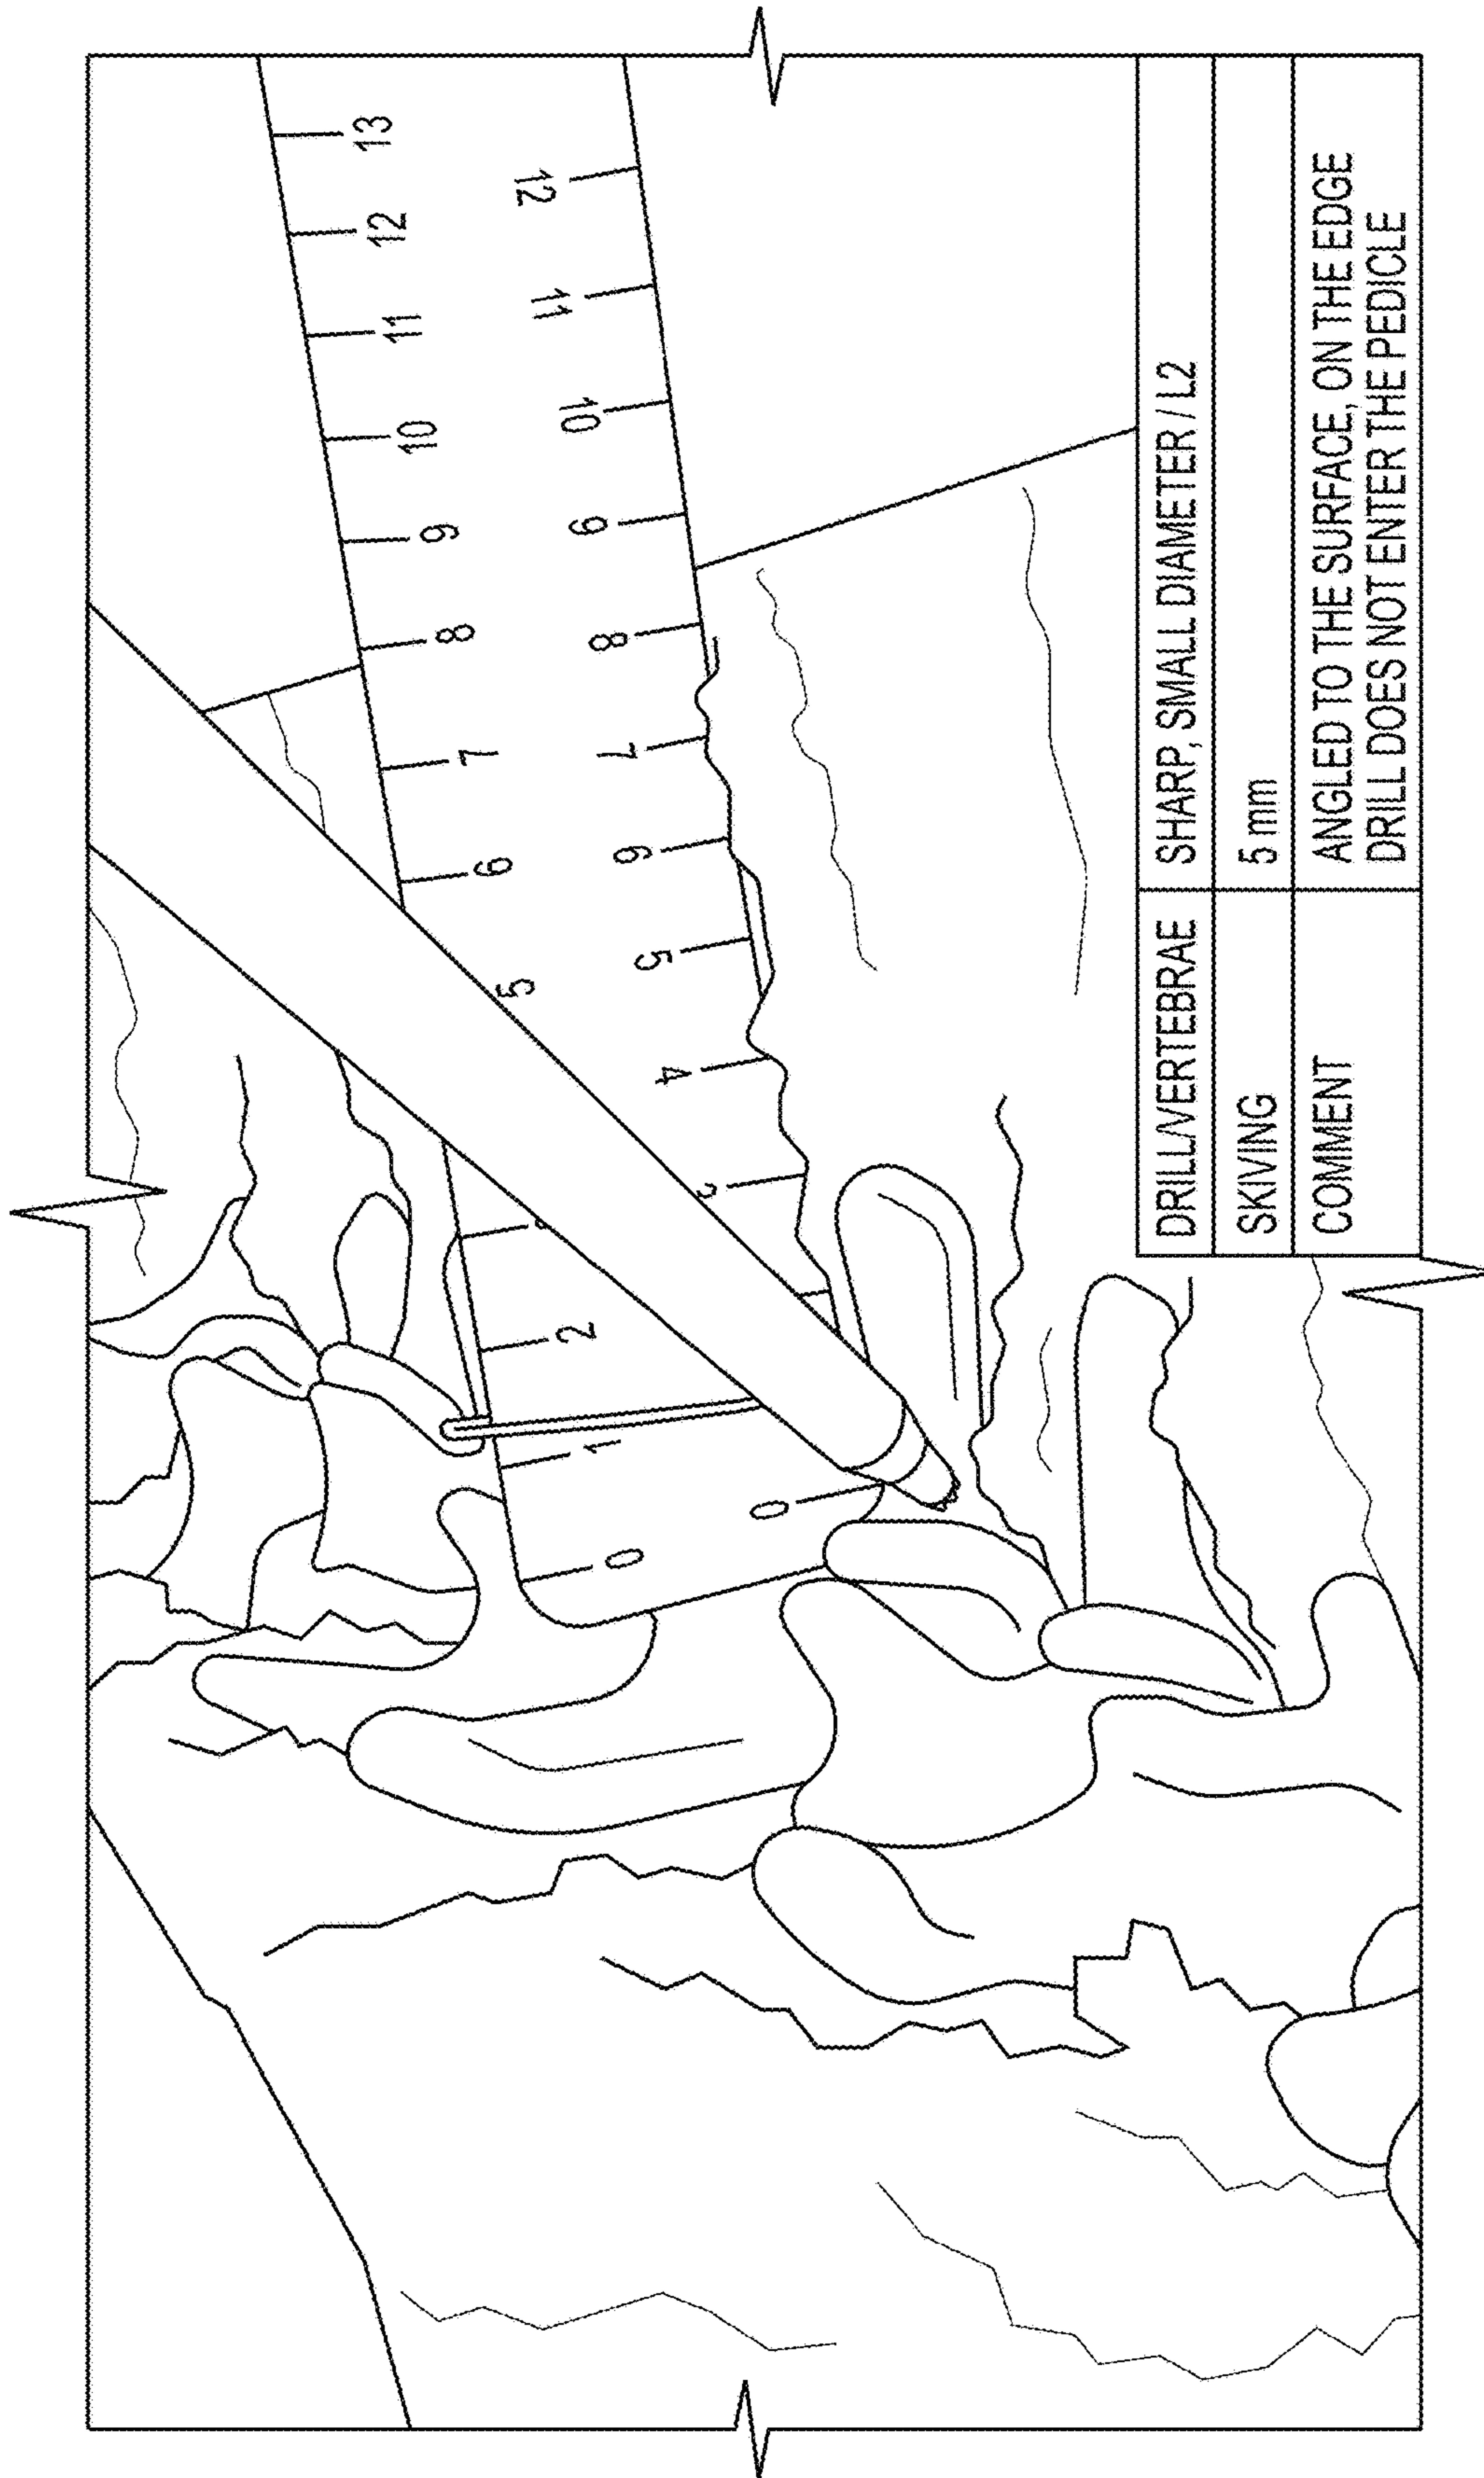 0 1 2 5 6 7 8 9 10 11 12 13
0 4 5 6 7 8 9 10 11 12
DRILL/VERTEBRAE SHARP, SMALL DIAMETER / L2
SKIVING 5 mm
COMMENT ANGLED TO THE SURFACE, ON THE EDGE
DRILL DOES NOT ENTER THE PEDICLE